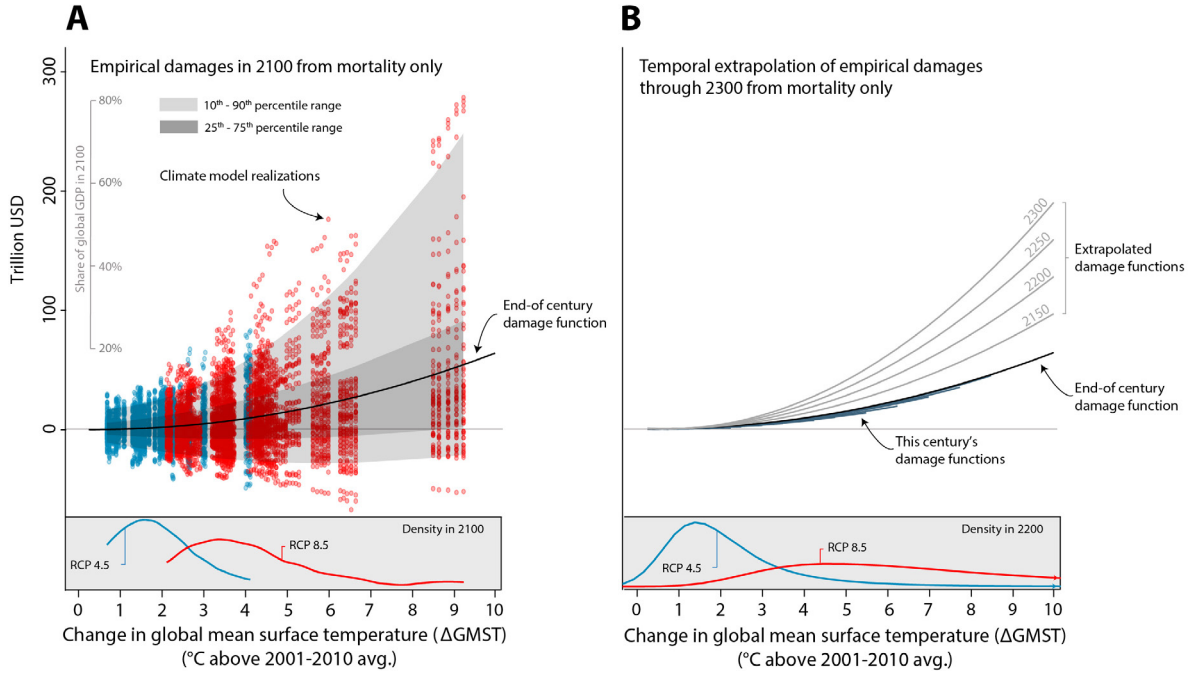 A
Empirical damages in 2100 from mortality only
10th - 90th percentile range
25th - 75th percentile range
Climate model realizations
End-of century
damage function
Trillion USD
300
200
100
0
Share of global GDP in 2100
80%
60%
40%
20%
Density in 2100
RCP 4.5
RCP 8.5
0 1 2 3 4 5 6 7 8 9 10
Change in global mean surface temperature (ΔGMST)
(°C above 2001-2010 avg.)
B
Temporal extrapolation of empirical damages
through 2300 from mortality only
2300
2250
2200
2150
Extrapolated
damage functions
End-of century
damage function
This century's
damage functions
Density in 2200
RCP 4.5
RCP 8.5
0 1 2 3 4 5 6 7 8 9 10
Change in global mean surface temperature (ΔGMST)
(°C above 2001-2010 avg.)